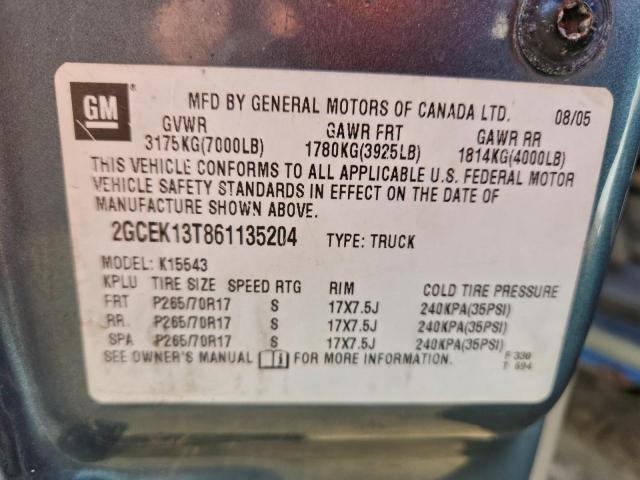 GM
MFD BY GENERAL MOTORS OF CANADA LTD. 08/05
GVWR GAWR FRT GAWR RR
3175KG(7000LB) 1780KG(3925LB) 1814KG(4000LB)
THIS VEHICLE CONFORMS TO ALL APPLICABLE U.S. FEDERAL MOTOR
VEHICLE SAFETY STANDARDS IN EFFECT ON THE DATE OF
MANUFACTURE SHOWN ABOVE.
2GCEK13T861135204 TYPE: TRUCK
MODEL: K15543
KPLU TIRE SIZE SPEED RTG RIM COLD TIRE PRESSURE
FRT P265/70R17 S 17X7.5J 240KPA(35PSI)
RR P265/70R17 S 17X7.5J 240KPA(35PSI)
SPA P265/70R17 S 17X7.5J 240KPA(35PSI)
SEE OWNER'S MANUAL FOR MORE INFORMATION.
F 330
T 694